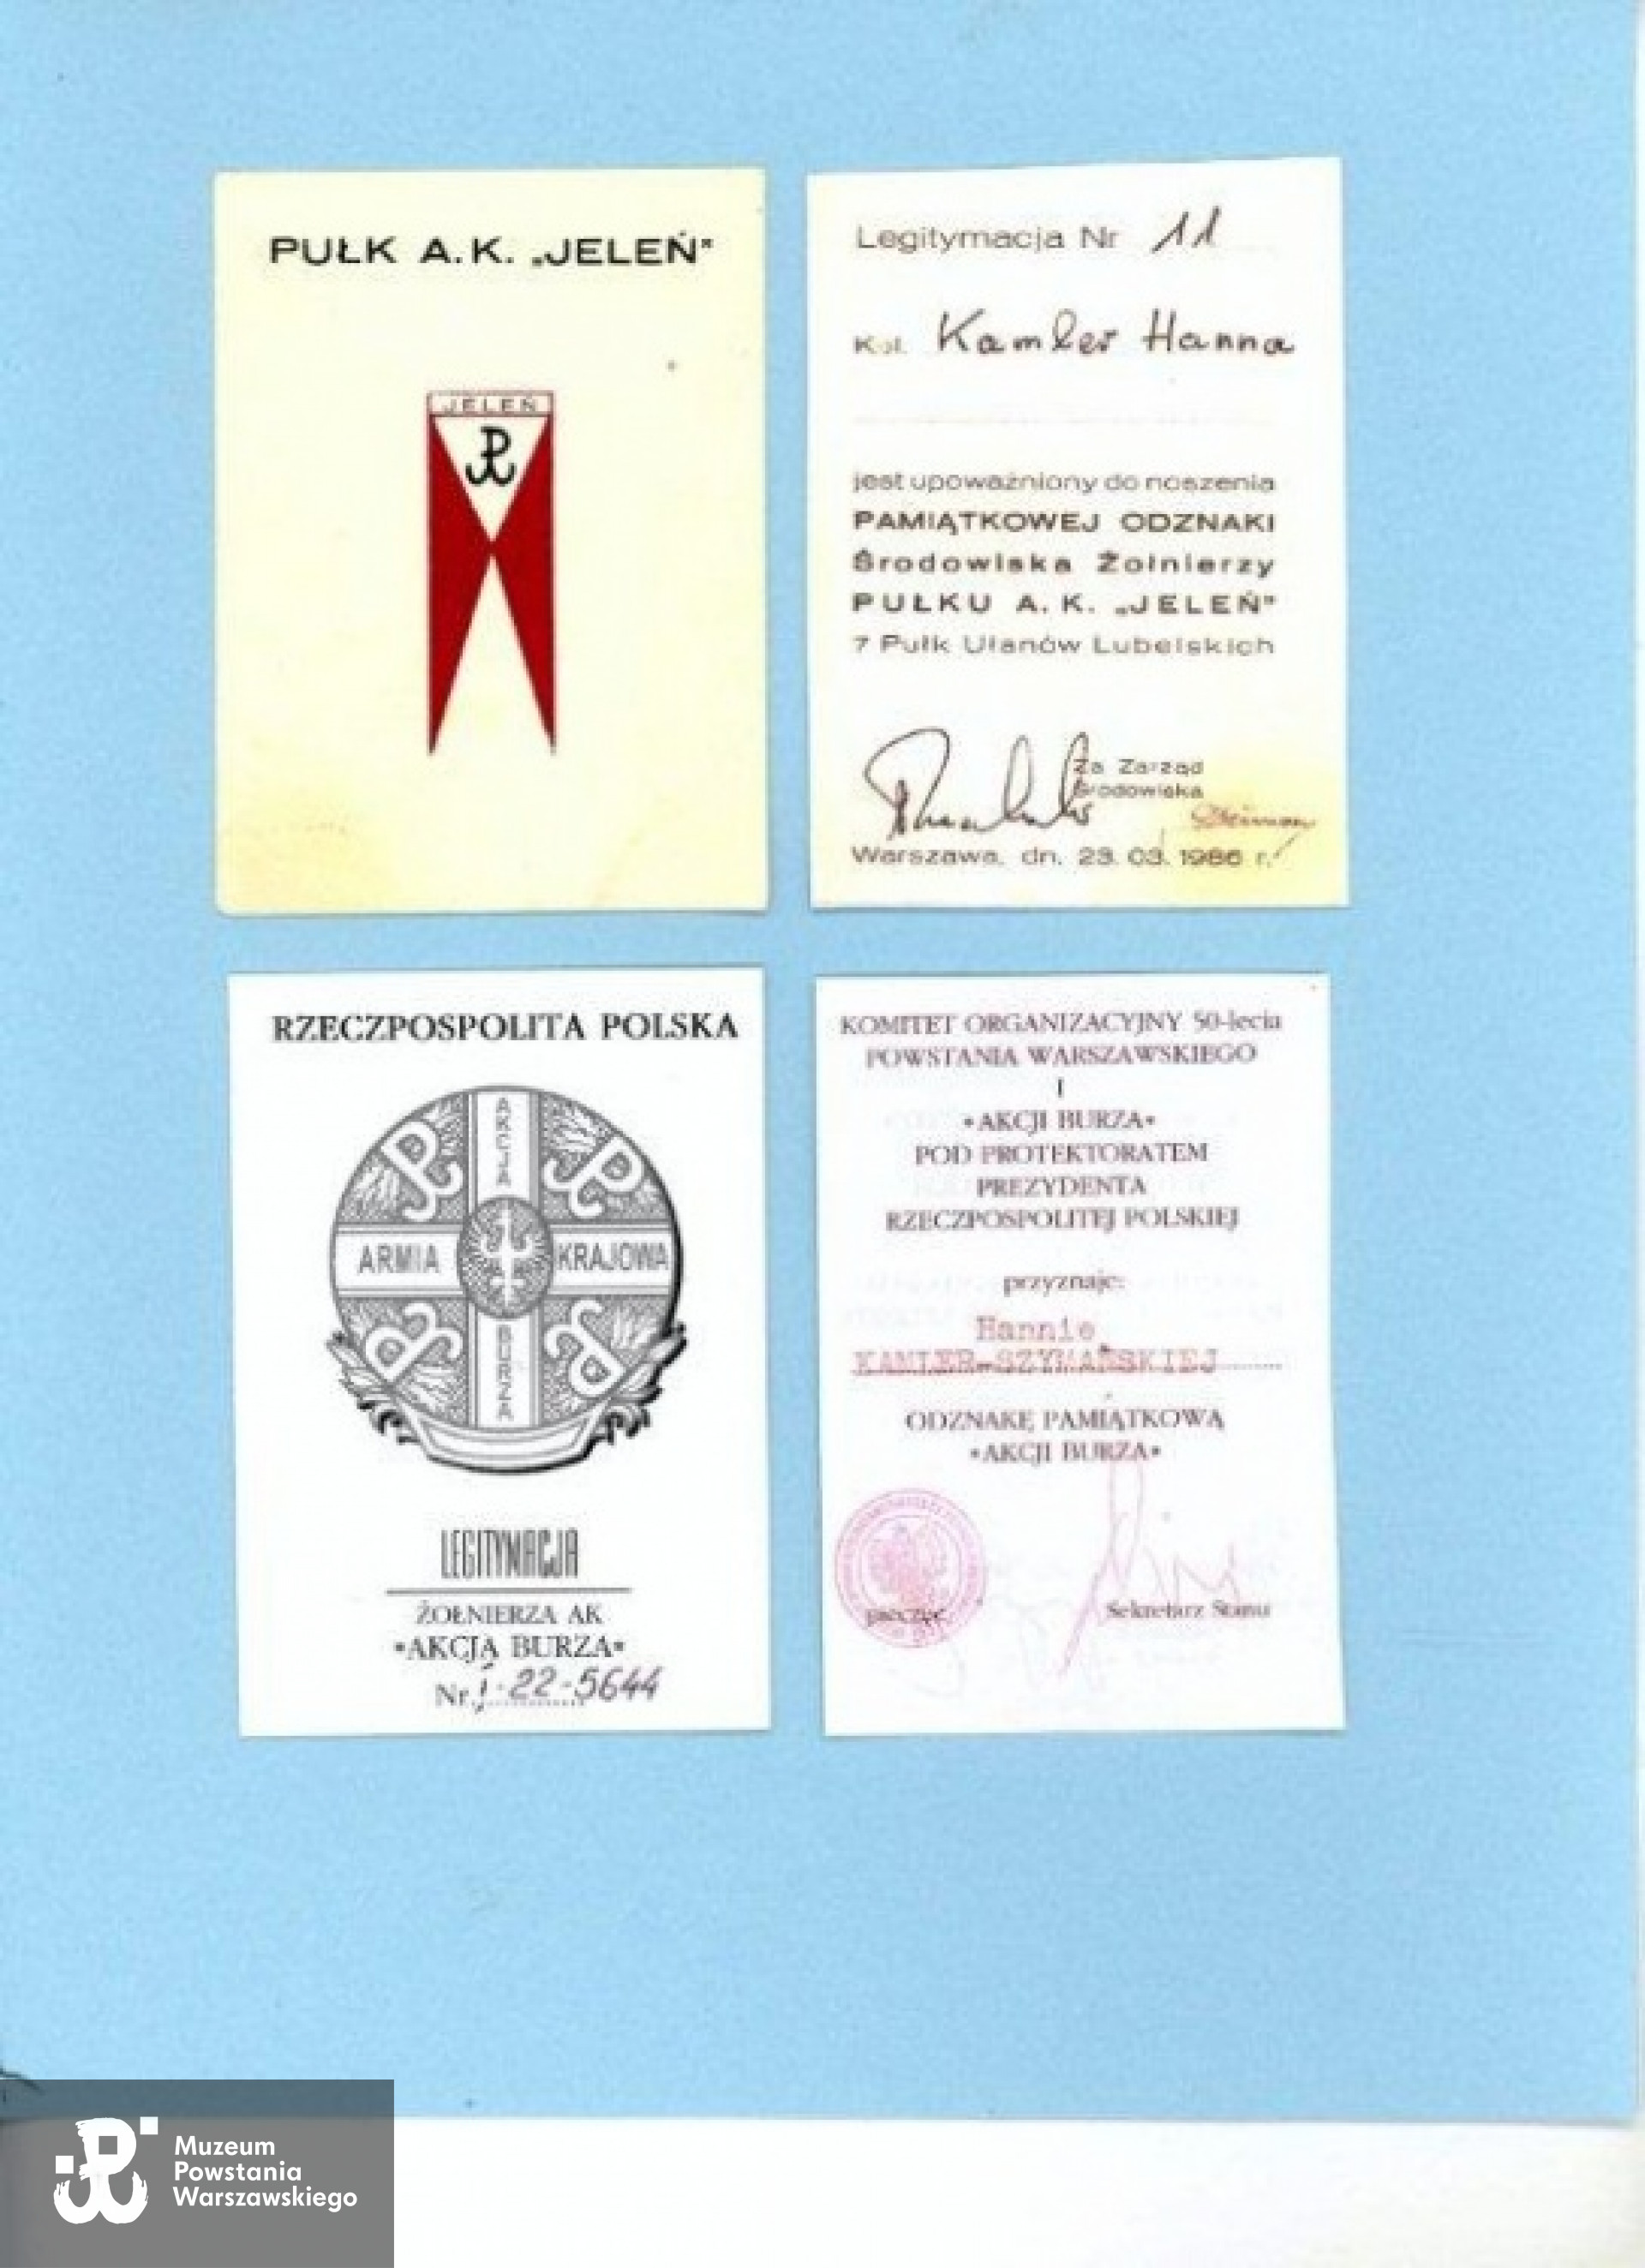 PUŁK A.K. „JELEŃ”
JELEŃ
Legitymacja Nr 11
Kol. Kamler Hanna
jest upoważniony do noszenia
PAMIĄTKOWEJ ODZNAKI
Środowiska Żołnierzy
PUŁKU A.K. „JELEŃ”
7 Pułk Ułanów Lubelskich
Za Zarząd
Środowiska
Warszawa, dn. 23. 03. 1986 r.
RZECZPOSPOLITA POLSKA
AKCJA
ARMIA KRAJOWA
BURZA
LEGITYMACJA
ŻOŁNIERZA AK
•AKCJA BURZA•
Nr I-22-5644
KOMITET ORGANIZACYJNY 50-lecia
POWSTANIA WARSZAWSKIEGO
I
•AKCJI BURZA•
POD PROTEKTORATEM
PREZYDENTA
RZECZPOSPOLITEJ POLSKIEJ
przyznaje:
Hannie
KAMLER-SZYMAŃSKIEJ
ODZNAKĘ PAMIĄTKOWĄ
•AKCJI BURZA•
pieczęć
Sekretarz Stanu
Muzeum
Powstania
Warszawskiego